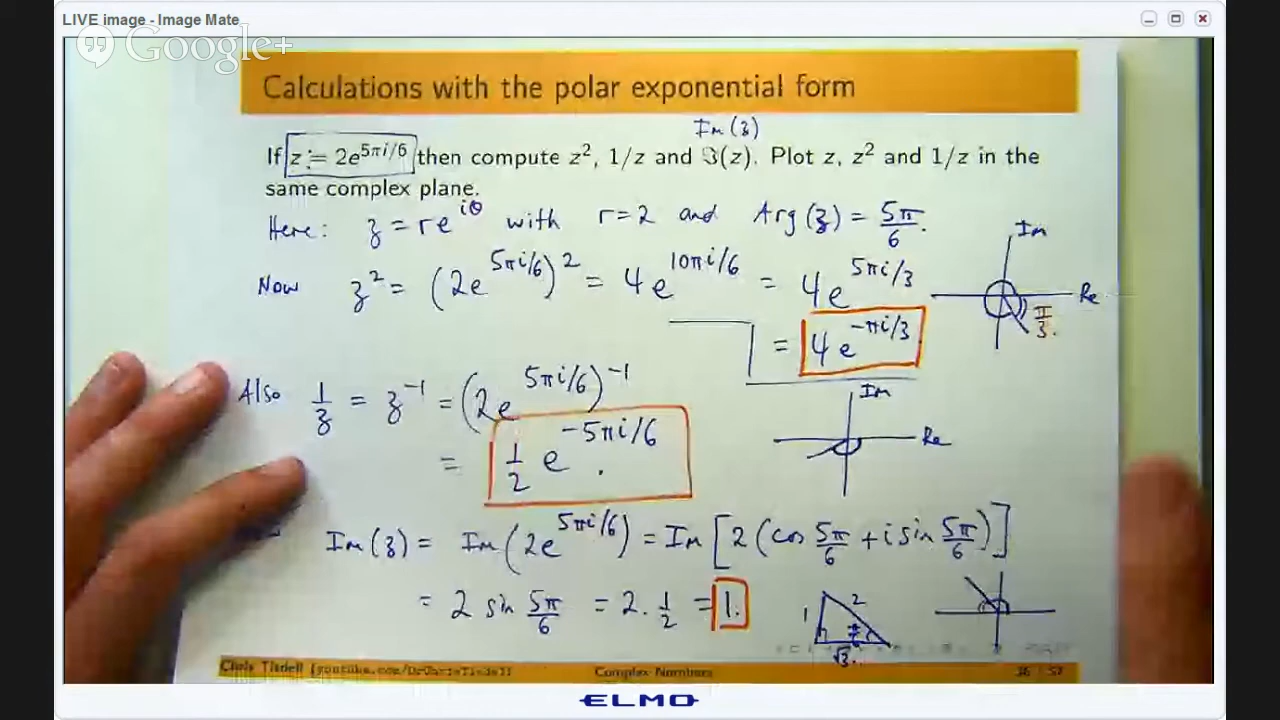 LIVE image - Image Mate
Google+
Calculations with the polar exponential form
Im(z)
If z := 2e^{5πi/6} then compute z², 1/z and ℑ(z). Plot z, z² and 1/z in the
same complex plane.
Here: z = re^{iθ} with r=2 and Arg(z) = 5π/6.
Now z² = (2e^{5πi/6})² = 4e^{10πi/6} = 4e^{5πi/3}
= 4e^{-πi/3}
Im
Re
π/3.
Also 1/z = z^{-1} = (2e^{5πi/6})^{-1}
= 1/2 e^{-5πi/6}.
Im
Re
Im(z) = Im(2e^{5πi/6}) = Im[2(cos 5π/6 + i sin 5π/6)]
= 2 sin 5π/6 = 2. 1/2 = 1.
1 2
√3.
Chris Tisdell
Complex Numbers
36 57
ELMO